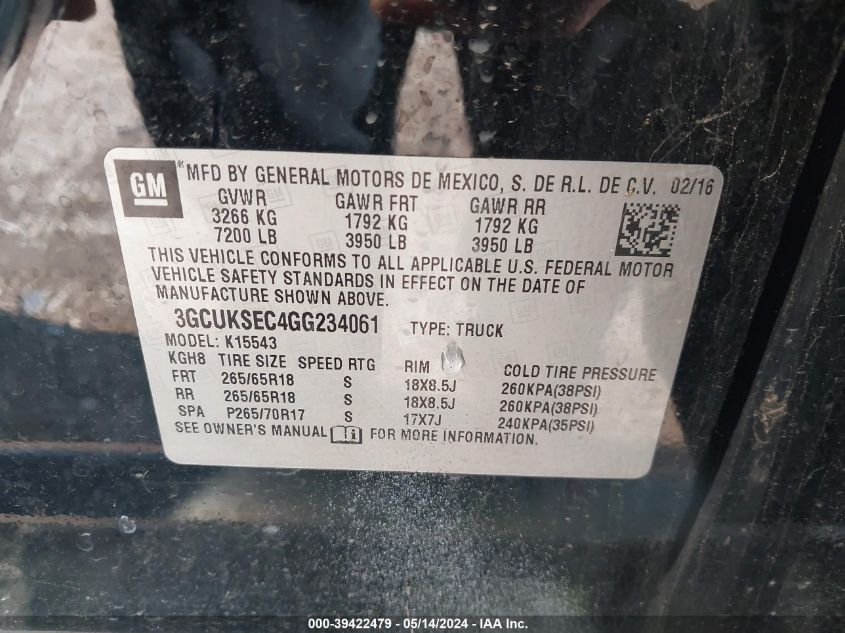 GM
MFD BY GENERAL MOTORS DE MEXICO, S. DE R.L. DE C.V. 02/16
GVWR GAWR FRT GAWR RR
3266 KG 1792 KG 1792 KG
7200 LB 3950 LB 3950 LB
THIS VEHICLE CONFORMS TO ALL APPLICABLE U.S. FEDERAL MOTOR
VEHICLE SAFETY STANDARDS IN EFFECT ON THE DATE OF
MANUFACTURE SHOWN ABOVE.
3GCUKSEC4GG234061 TYPE: TRUCK
MODEL: K15543
KGH8 TIRE SIZE SPEED RTG RIM COLD TIRE PRESSURE
FRT 265/65R18 S 18X8.5J 260KPA(38PSI)
RR 265/65R18 S 18X8.5J 260KPA(38PSI)
SPA P265/70R17 S 17X7J 240KPA(35PSI)
SEE OWNER'S MANUAL FOR MORE INFORMATION.
000-39422479 - 05/14/2024 - IAA Inc.